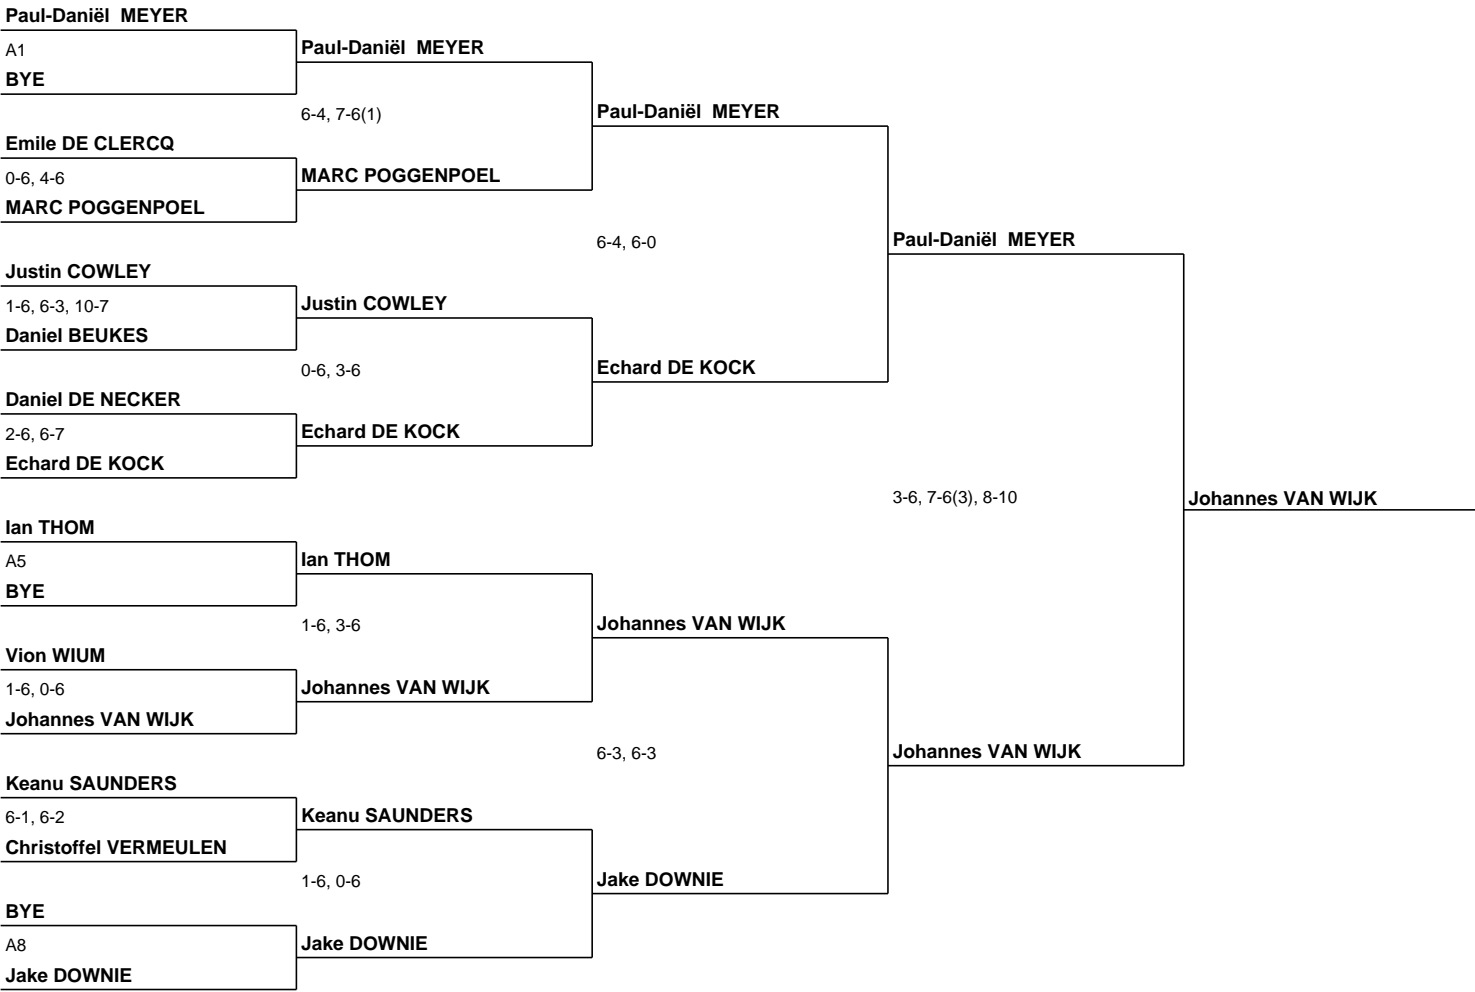 Paul-Daniël  MEYER
A1
BYE
Emile DE CLERCQ
0-6, 4-6
MARC POGGENPOEL
Justin COWLEY
1-6, 6-3, 10-7
Daniel BEUKES
Daniel DE NECKER
2-6, 6-7
Echard DE KOCK
Ian THOM
A5
BYE
Vion WIUM
1-6, 0-6
Johannes VAN WIJK
Keanu SAUNDERS
6-1, 6-2
Christoffel VERMEULEN
BYE
A8
Jake DOWNIE
Paul-Daniël  MEYER
6-4, 7-6(1)
MARC POGGENPOEL
Justin COWLEY
0-6, 3-6
Echard DE KOCK
Ian THOM
1-6, 3-6
Johannes VAN WIJK
Keanu SAUNDERS
1-6, 0-6
Jake DOWNIE
Paul-Daniël  MEYER
6-4, 6-0
Echard DE KOCK
Johannes VAN WIJK
6-3, 6-3
Jake DOWNIE
Paul-Daniël  MEYER
3-6, 7-6(3), 8-10
Johannes VAN WIJK
Johannes VAN WIJK